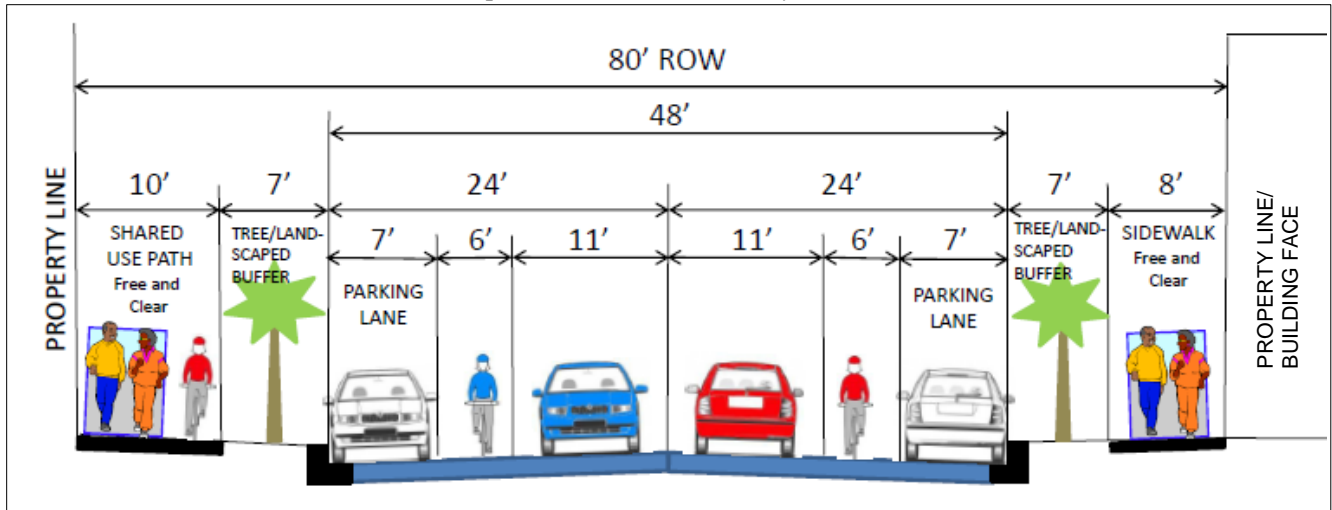 80’ ROW
48’
10’ 7’ 24’ 24’ 7’ 8’
PROPERTY LINE
SHARED
USE PATH
Free and
Clear
TREE/LAND-
SCAPED
BUFFER
7’ 6’ 11’ 11’ 6’ 7’
PARKING
LANE
PARKING
LANE
TREE/LAND-
SCAPED
BUFFER
SIDEWALK
Free and
Clear
PROPERTY LINE/
BUILDING FACE